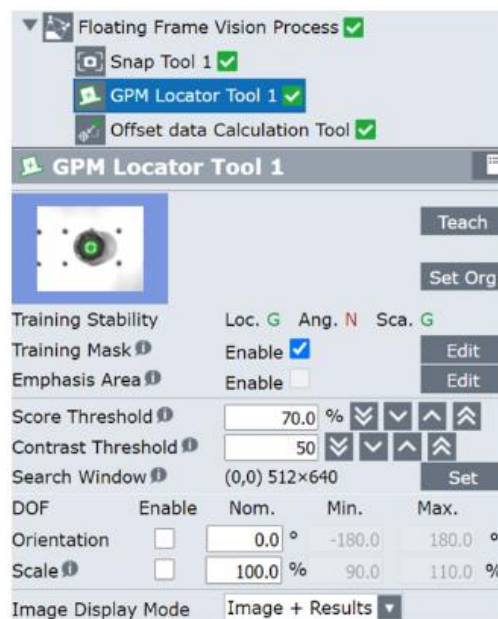 Floating Frame Vision Process
Snap Tool 1
GPM Locator Tool 1
Offset data Calculation Tool
GPM Locator Tool 1
Teach
Set Org
Training Stability Loc. G Ang. N Sca. G
Training Mask Enable Edit
Emphasis Area Enable Edit
Score Threshold 70.0 %
Contrast Threshold 50
Search Window (0,0) 512×640 Set
DOF Enable Nom. Min. Max.
Orientation 0.0 ° -180.0 180.0 °
Scale 100.0 % 90.0 110.0 %
Image Display Mode Image + Results